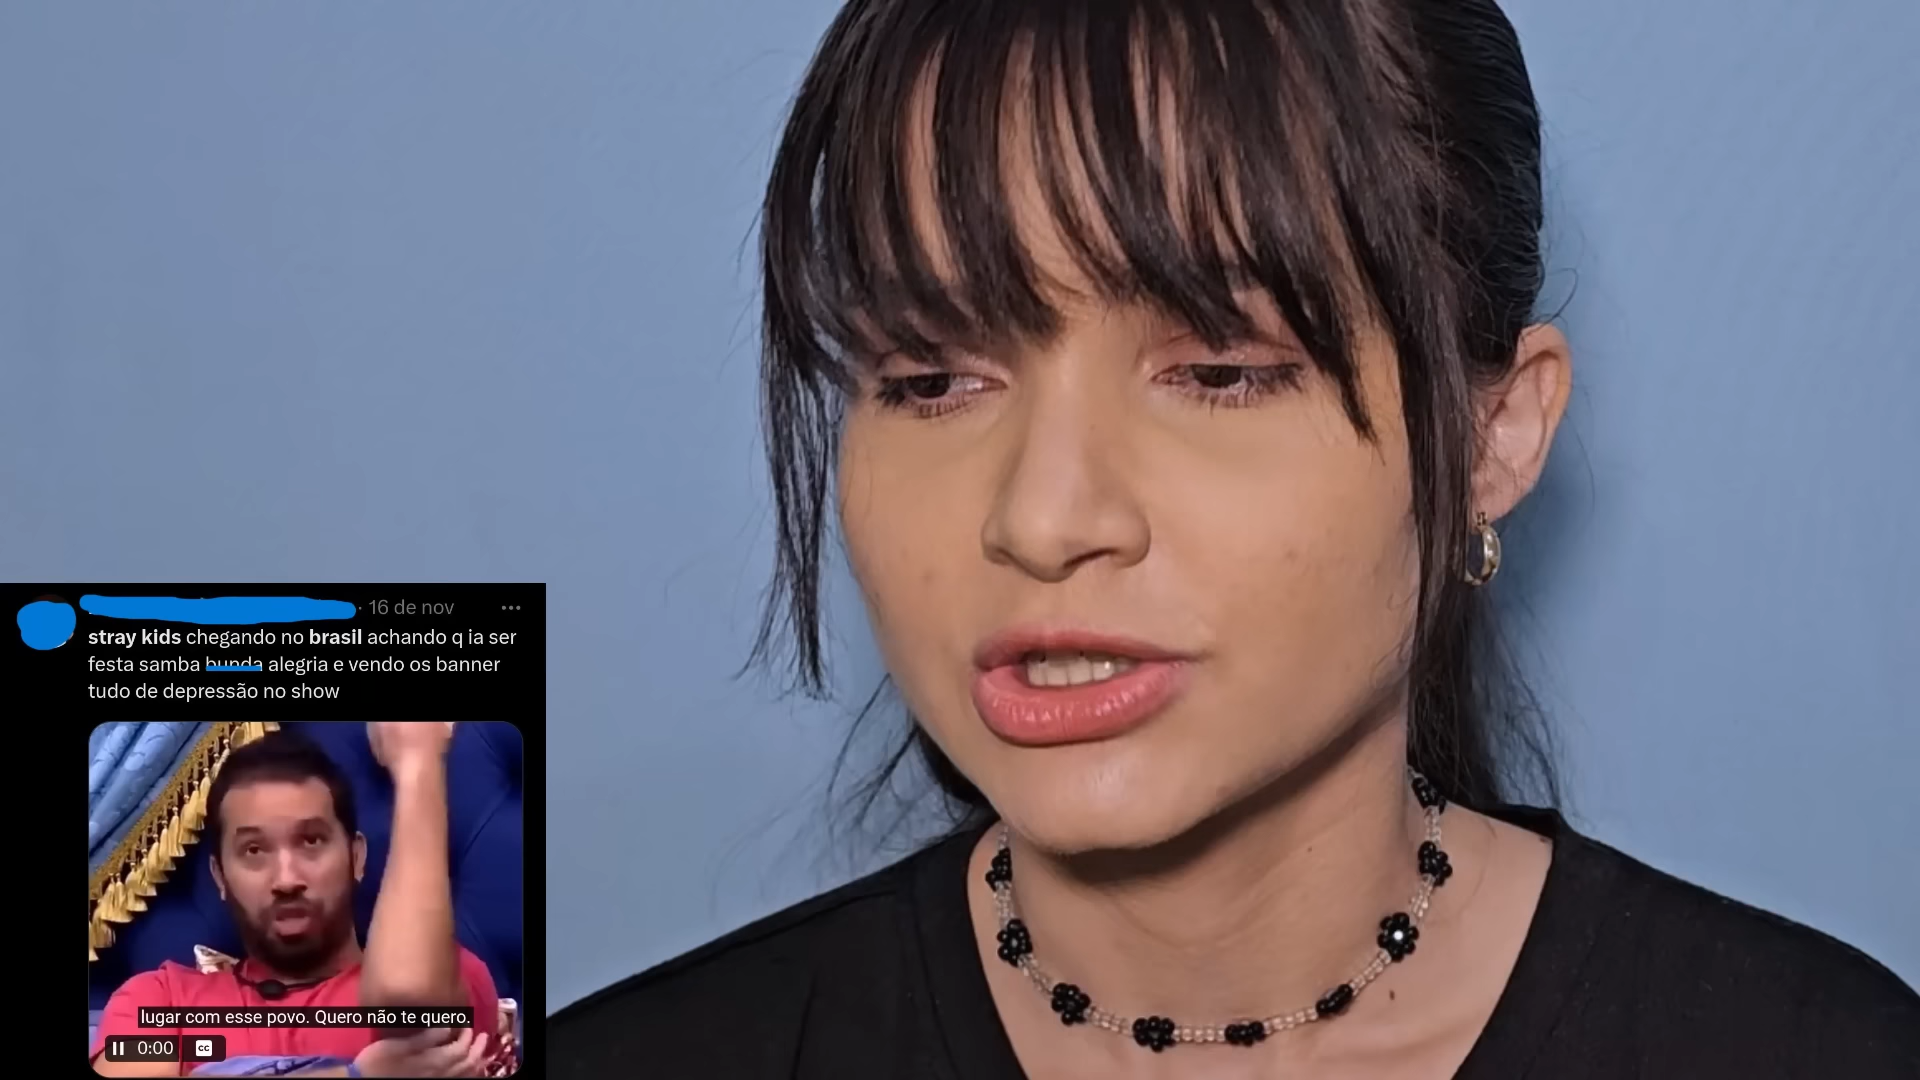 · 16 de nov ···
stray kids chegando no brasil achando q ia ser
festa samba bunda alegria e vendo os banner
tudo de depressão no show
lugar com esse povo. Quero não te quero.
0:00 CC